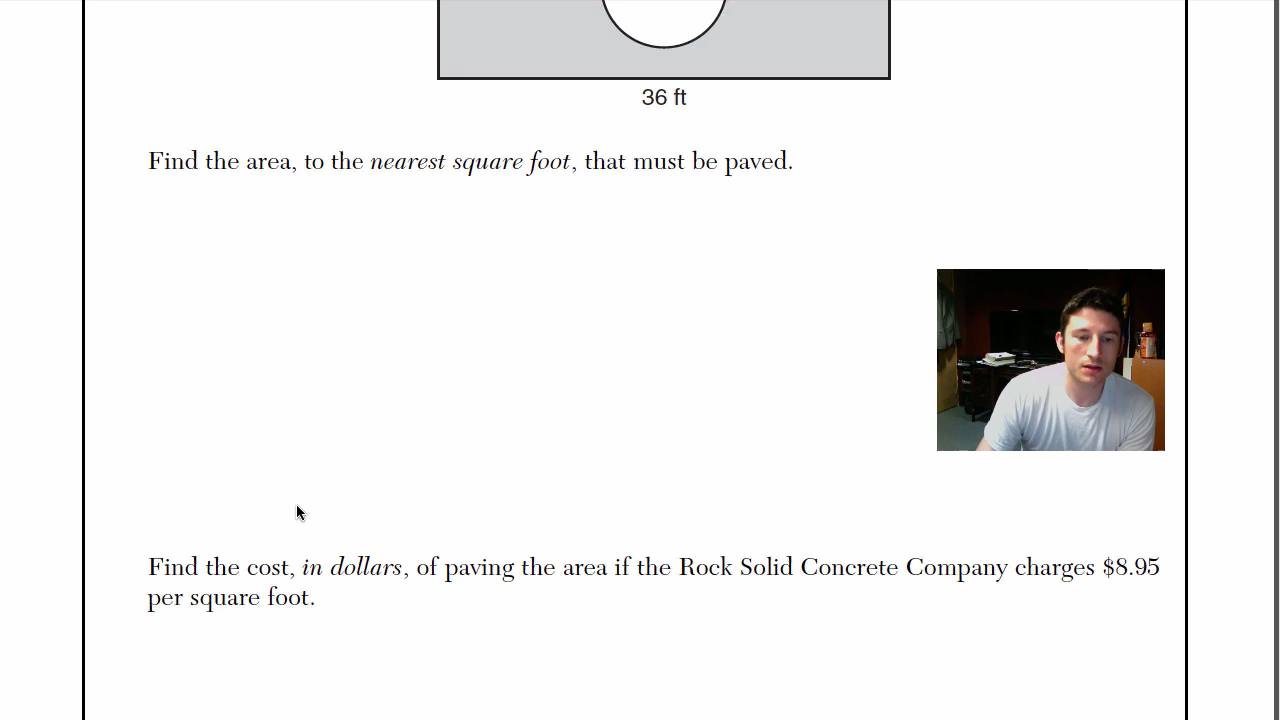 36 ft
Find the area, to the nearest square foot, that must be paved.
Find the cost, in dollars, of paving the area if the Rock Solid Concrete Company charges $8.95
per square foot.